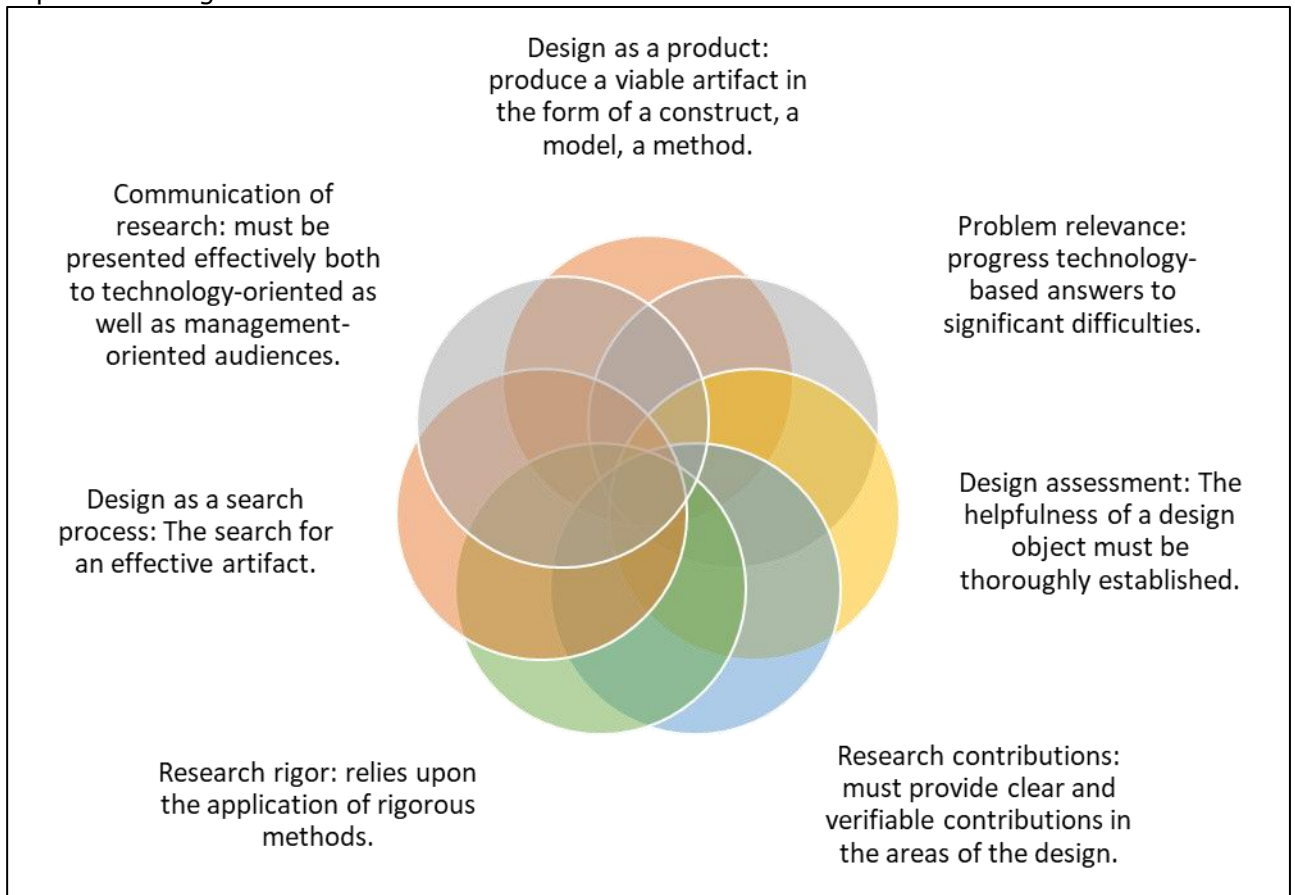 Design as a product:
produce a viable artifact in
the form of a construct, a
model, a method.
Problem relevance:
progress technology-
based answers to
significant difficulties.
Design assessment: The
helpfulness of a design
object must be
thoroughly established.
Research contributions:
must provide clear and
verifiable contributions in
the areas of the design.
Research rigor: relies upon
the application of rigorous
methods.
Design as a search
process: The search for
an effective artifact.
Communication of
research: must be
presented effectively both
to technology-oriented as
well as management-
oriented audiences.